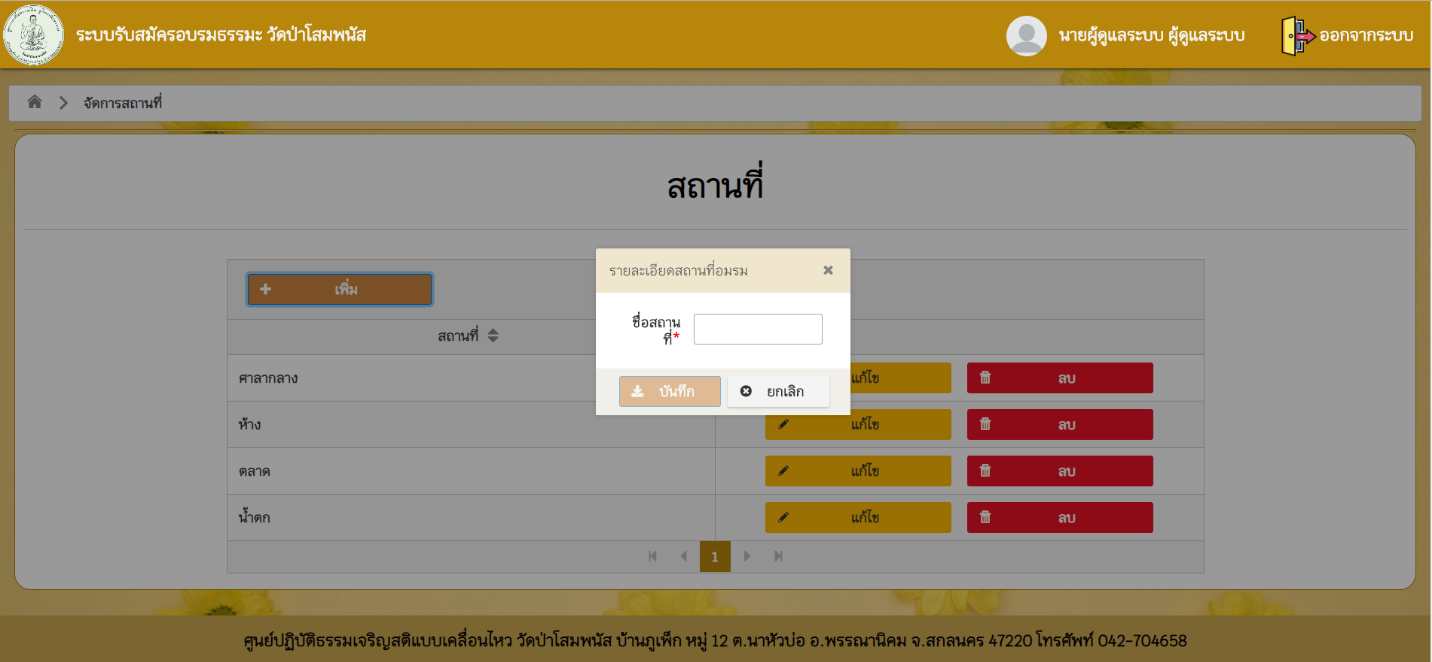 ระบบรับสมัครอบรมธรรมะ วัดป่าโสมพนัส
นายผู้ดูแลระบบ ผู้ดูแลระบบ
ออกจากระบบ
จัดการสถานที่
สถานที่
รายละเอียดสถานที่อมรม
เพิ่ม
ชื่อสถาน
ที่*
สถานที่
บันทึก
ยกเลิก
ศาลากลาง
แก้ไข
ลบ
ห้าง
แก้ไข
ลบ
ตลาด
แก้ไข
ลบ
น้ำตก
แก้ไข
ลบ
1
ศูนย์ปฏิบัติธรรมเจริญสติแบบเคลื่อนไหว วัดป่าโสมพนัส บ้านภูเพ็ก หมู่ 12 ต.นาหัวบ่อ อ.พรรณานิคม จ.สกลนคร 47220 โทรศัพท์ 042-704658